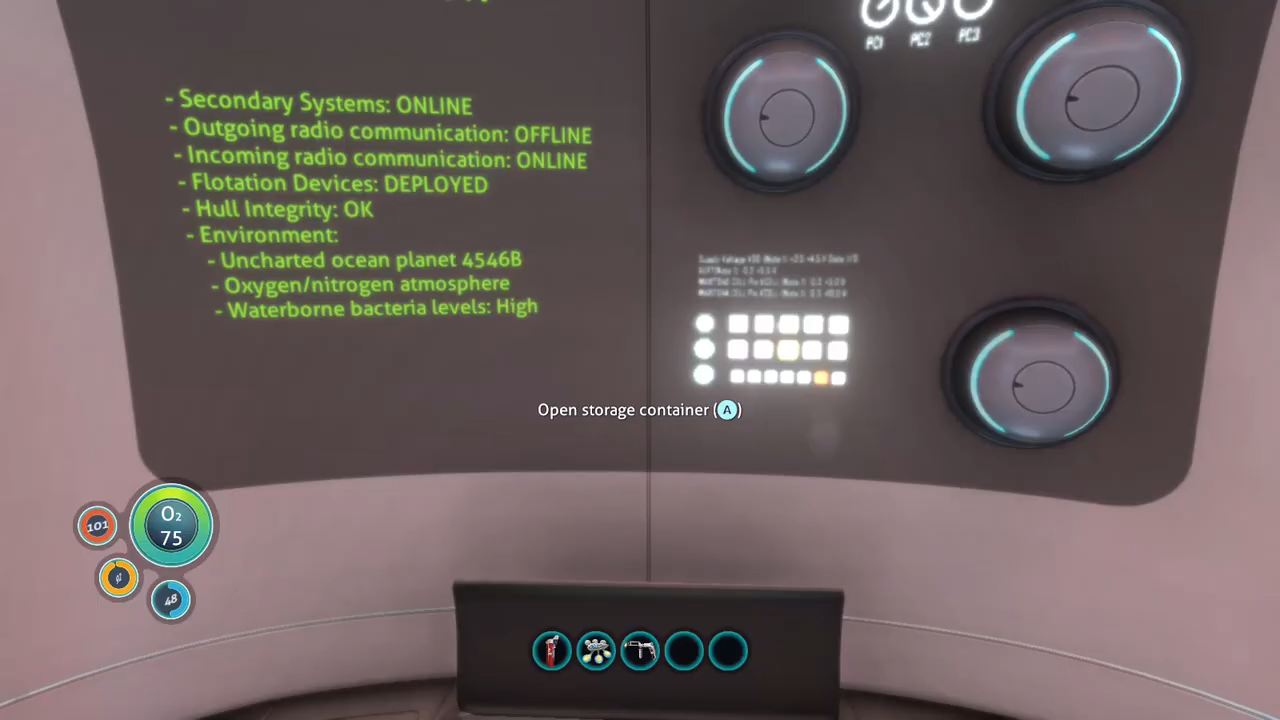 PC1 PC2 PC3
- Secondary Systems: ONLINE
- Outgoing radio communication: OFFLINE
- Incoming radio communication: ONLINE
- Flotation Devices: DEPLOYED
- Hull Integrity: OK
- Environment:
- Uncharted ocean planet 4546B
- Oxygen/nitrogen atmosphere
- Waterborne bacteria levels: High
Open storage container (A)
101
O₂
75
48